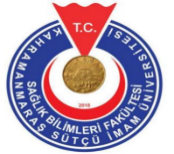 T.C.
KAHRAMANMARAŞ SÜTÇÜ İMAM ÜNİVERSİTESİ
SAĞLIK BİLİMLERİ FAKÜLTESİ
2018